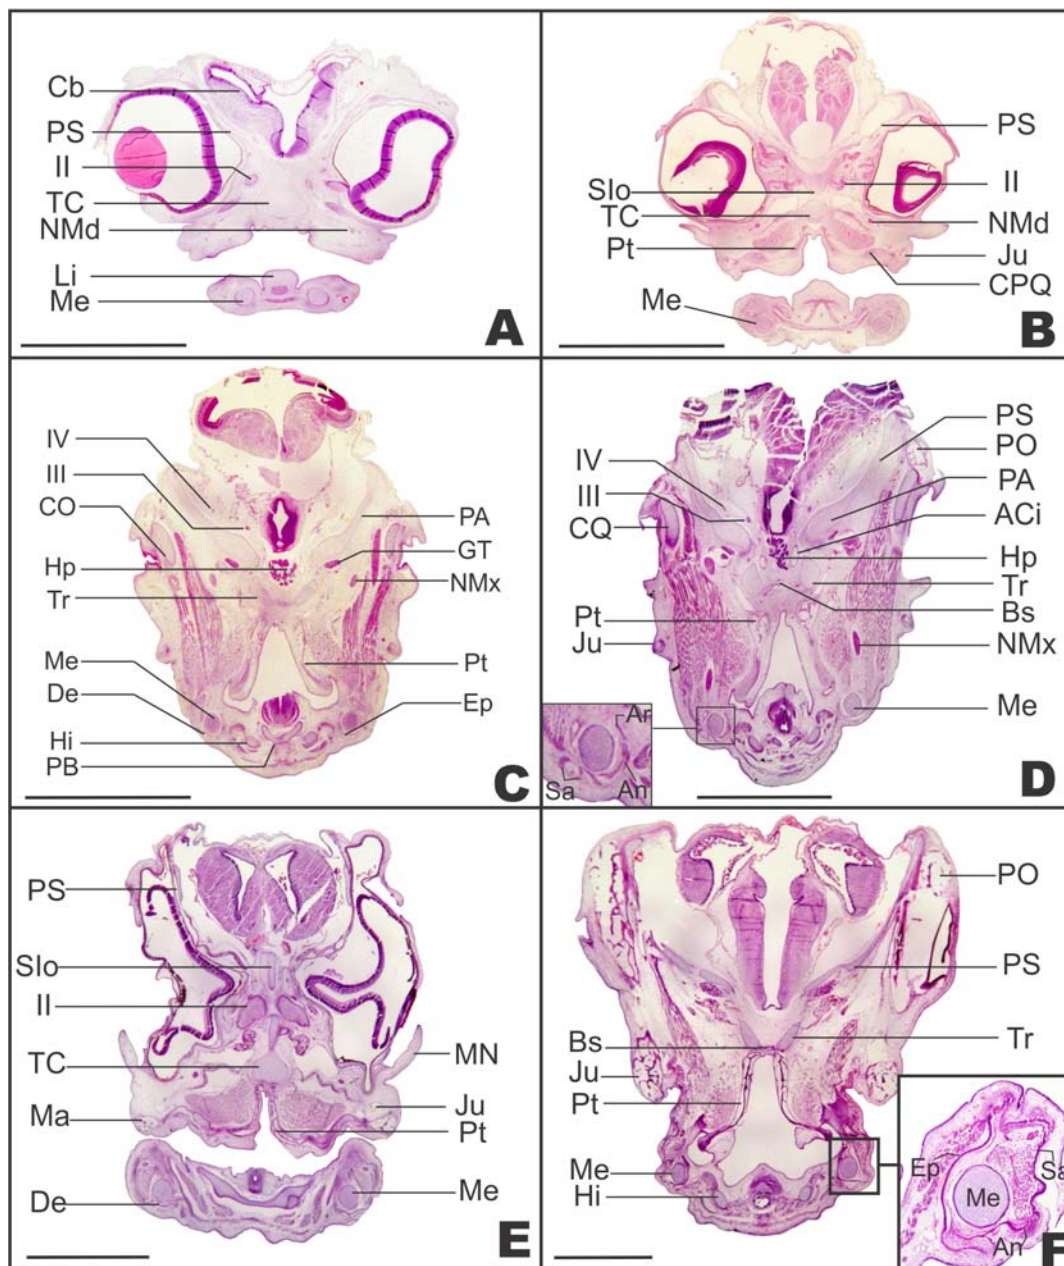 Cb
PS
II
TC
NMd
Li
Me
A
PS
II
Slo
TC
NMd
Pt
Ju
CPQ
Me
B
IV
III
CO
PA
GT
Hp
NMx
Tr
Me
Pt
De
Ep
Hi
PB
C
PS
PO
IV
PA
III
ACi
CQ
Hp
Tr
Bs
Pt
Ju
NMx
Me
Ar
Sa
An
D
PS
Slo
II
TC
MN
Ma
Ju
Pt
De
Me
E
PO
PS
Bs
Tr
Ju
Pt
Me
Hi
Ep
Sa
Me
An
F